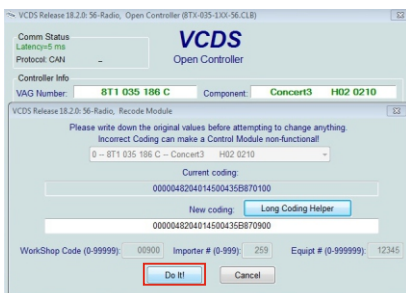 VCDS Release 18.2.0: 56-Radio, Open Controller (8TX-035-1XX-56.CLB)
Comm Status
Latency=5 ms
Protocol: CAN –
VCDS
Open Controller
Controller Info
VAG Number: 8T1 035 186 C Component: Concert3 H02 0210
VCDS Release 18.2.0: 56-Radio, Recode Module
Please write down the original values before attempting to change anything.
Incorrect Coding can make a Control Module non-functional!
0 -- 8T1 035 186 C -- Concert3 H02 0210
Current coding:
0000048204014500435B870100
New coding: Long Coding Helper
0000048204014500435B870900
WorkShop Code (0-99999): 00900 Importer # (0-999): 259 Equipt # (0-999999): 12345
Do It! Cancel